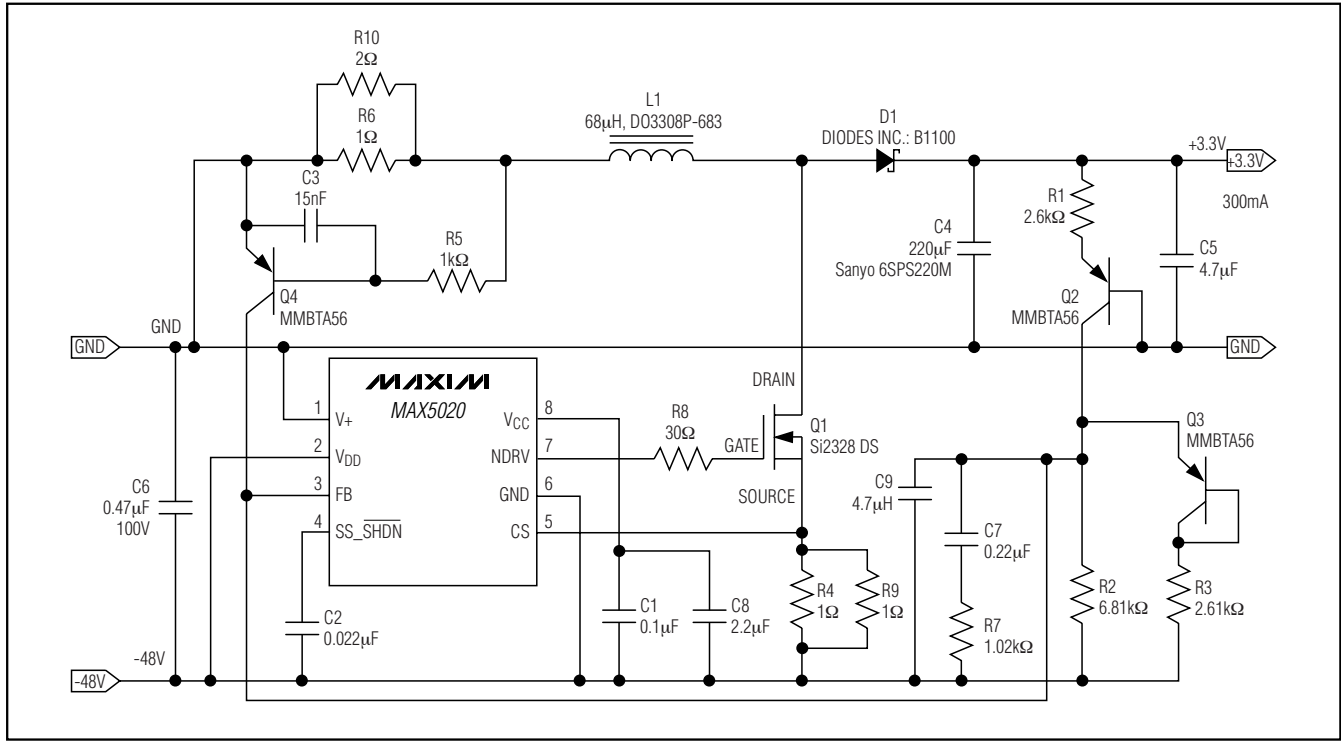 R10
2Ω
R6
1Ω
C3
15nF
R5
1kΩ
Q4
MMBTA56
L1
68µH, DO3308P-683
D1
DIODES INC.: B1100
+3.3V
+3.3V
300mA
R1
2.6kΩ
C4
220µF
Sanyo 6SPS220M
C5
4.7µF
Q2
MMBTA56
GND
GND
GND
MAXIM
MAX5020
1 V+
2 VDD
3 FB
4 SS_SHDN
8 VCC
7 NDRV
6 GND
5 CS
C6
0.47µF
100V
C2
0.022µF
C1
0.1µF
C8
2.2µF
R8
30Ω
DRAIN
GATE
SOURCE
Q1
Si2328 DS
R4
1Ω
R9
1Ω
C9
4.7µH
C7
0.22µF
R7
1.02kΩ
Q3
MMBTA56
R2
6.81kΩ
R3
2.61kΩ
-48V
-48V